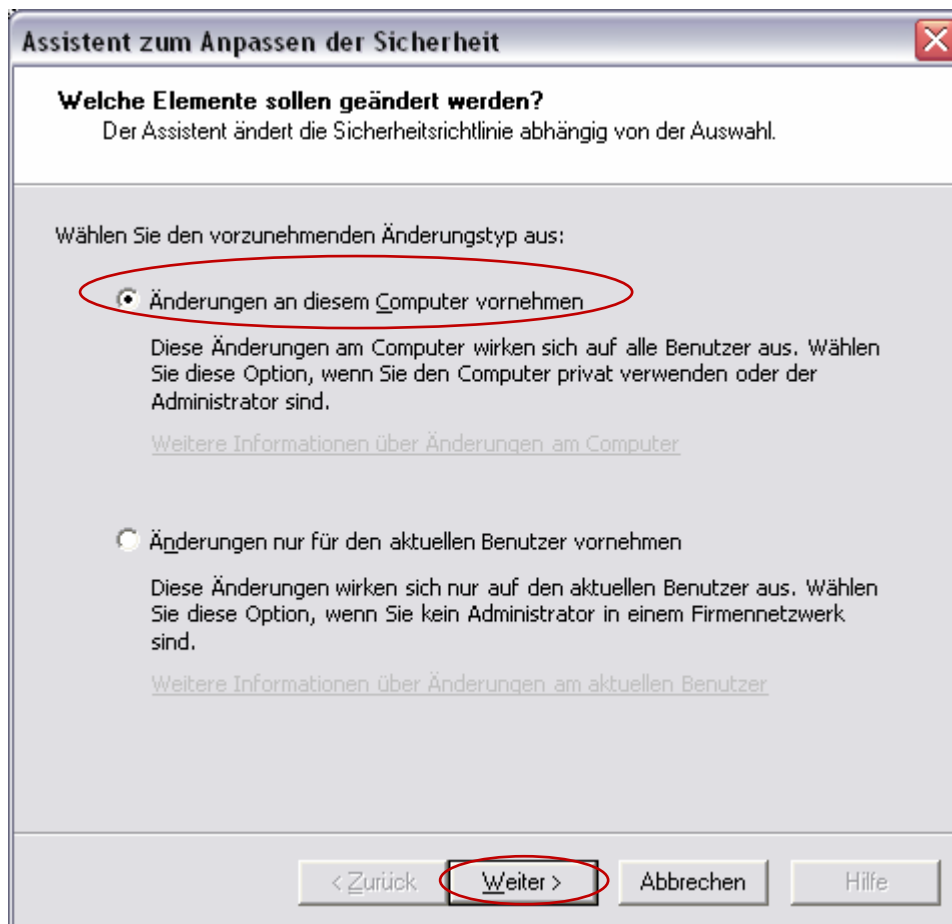 Assistent zum Anpassen der Sicherheit
Welche Elemente sollen geändert werden?
Der Assistent ändert die Sicherheitsrichtlinie abhängig von der Auswahl.
Wählen Sie den vorzunehmenden Änderungstyp aus:
Änderungen an diesem Computer vornehmen
Diese Änderungen am Computer wirken sich auf alle Benutzer aus. Wählen
Sie diese Option, wenn Sie den Computer privat verwenden oder der
Administrator sind.
Weitere Informationen über Änderungen am Computer
Änderungen nur für den aktuellen Benutzer vornehmen
Diese Änderungen wirken sich nur auf den aktuellen Benutzer aus. Wählen
Sie diese Option, wenn Sie kein Administrator in einem Firmennetzwerk
sind.
Weitere Informationen über Änderungen am aktuellen Benutzer
< Zurück Weiter > Abbrechen Hilfe